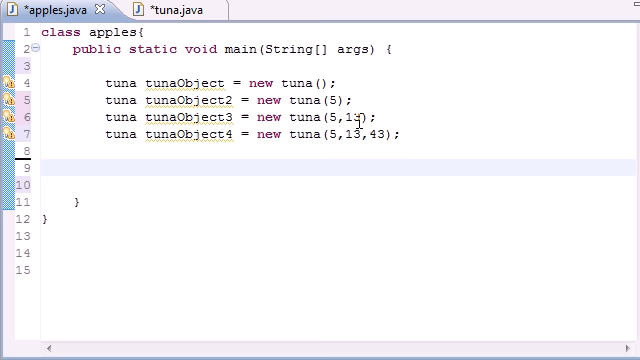 *apples.java *tuna.java
1 class apples{
2 public static void main(String[] args) {
3
4 tuna tunaObject = new tuna();
5 tuna tunaObject2 = new tuna(5);
6 tuna tunaObject3 = new tuna(5,13);
7 tuna tunaObject4 = new tuna(5,13,43);
8
9
10
11 }
12 }
13
14
15